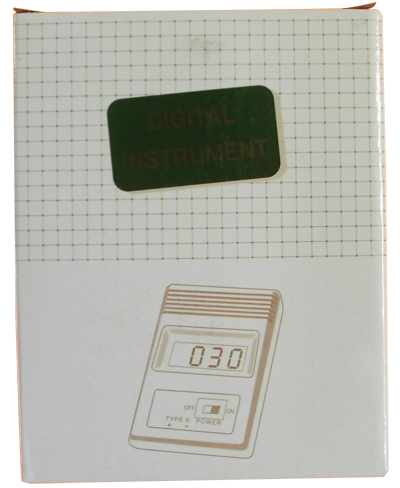 DIGITAL
INSTRUMENT
030
OFF ON
TYPE K POWER
+ -